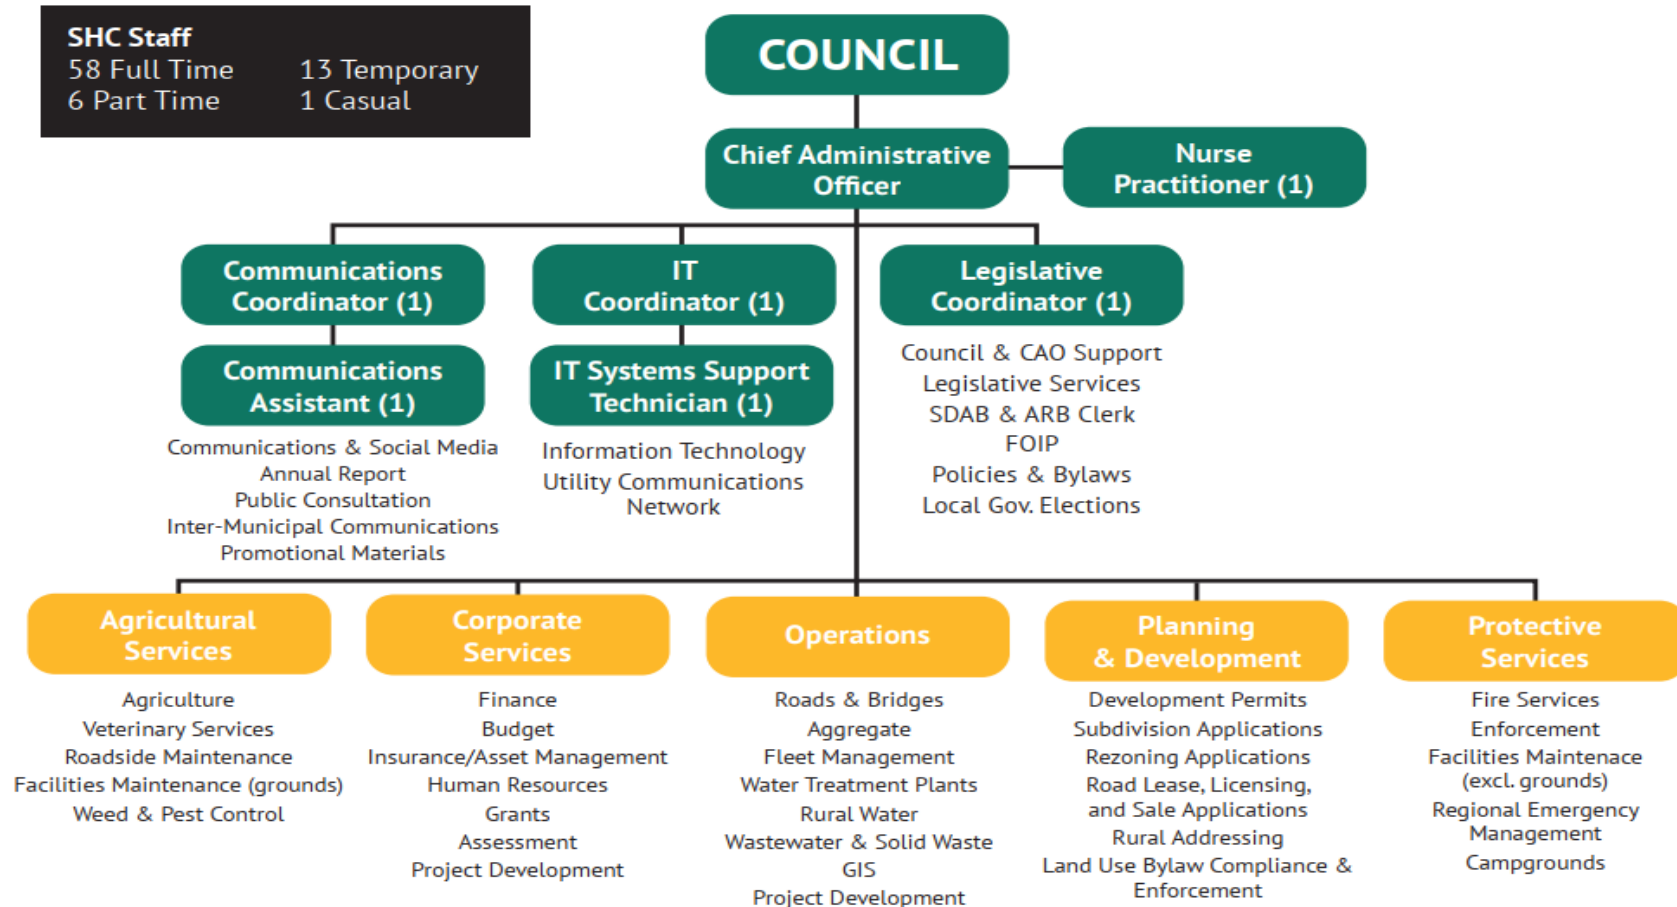 SHC Staff
58 Full Time 13 Temporary
6 Part Time 1 Casual
COUNCIL
Chief Administrative
Officer
Nurse
Practitioner (1)
Communications
Coordinator (1)
IT
Coordinator (1)
Legislative
Coordinator (1)
Communications
Assistant (1)
IT Systems Support
Technician (1)
Communications & Social Media
Annual Report
Public Consultation
Inter-Municipal Communications
Promotional Materials
Information Technology
Utility Communications
Network
Council & CAO Support
Legislative Services
SDAB & ARB Clerk
FOIP
Policies & Bylaws
Local Gov. Elections
Agricultural
Services
Agriculture
Veterinary Services
Roadside Maintenance
Facilities Maintenance (grounds)
Weed & Pest Control
Corporate
Services
Finance
Budget
Insurance/Asset Management
Human Resources
Grants
Assessment
Project Development
Operations
Roads & Bridges
Aggregate
Fleet Management
Water Treatment Plants
Rural Water
Wastewater & Solid Waste
GIS
Project Development
Planning
& Development
Development Permits
Subdivision Applications
Rezoning Applications
Road Lease, Licensing,
and Sale Applications
Rural Addressing
Land Use Bylaw Compliance &
Enforcement
Protective
Services
Fire Services
Enforcement
Facilities Maintenace
(excl. grounds)
Regional Emergency
Management
Campgrounds